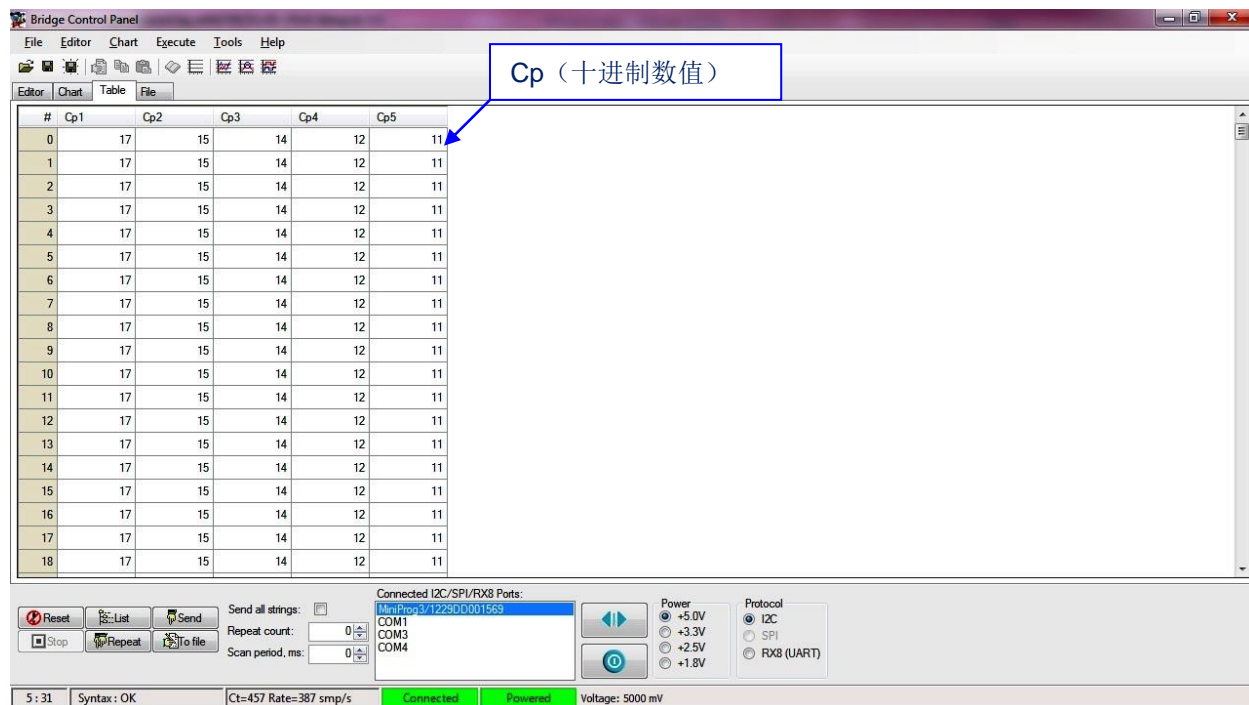 Bridge Control Panel
File Editor Chart Execute Tools Help
Cp（十进制数值）
Editor Chart Table File
# Cp1 Cp2 Cp3 Cp4 Cp5
0 17 15 14 12 11
1 17 15 14 12 11
2 17 15 14 12 11
3 17 15 14 12 11
4 17 15 14 12 11
5 17 15 14 12 11
6 17 15 14 12 11
7 17 15 14 12 11
8 17 15 14 12 11
9 17 15 14 12 11
10 17 15 14 12 11
11 17 15 14 12 11
12 17 15 14 12 11
13 17 15 14 12 11
14 17 15 14 12 11
15 17 15 14 12 11
16 17 15 14 12 11
17 17 15 14 12 11
18 17 15 14 12 11
Reset List Send
Stop Repeat To file
Send all strings:
Repeat count: 0
Scan period, ms: 0
Connected I2C/SPI/RX8 Ports:
MiniProg3/1229DD001569
COM1
COM3
COM4
Power
+5.0V
+3.3V
+2.5V
+1.8V
Protocol
I2C
SPI
RX8 (UART)
5 : 31 Syntax : OK Ct=457 Rate=387 smp/s Connected Powered Voltage: 5000 mV